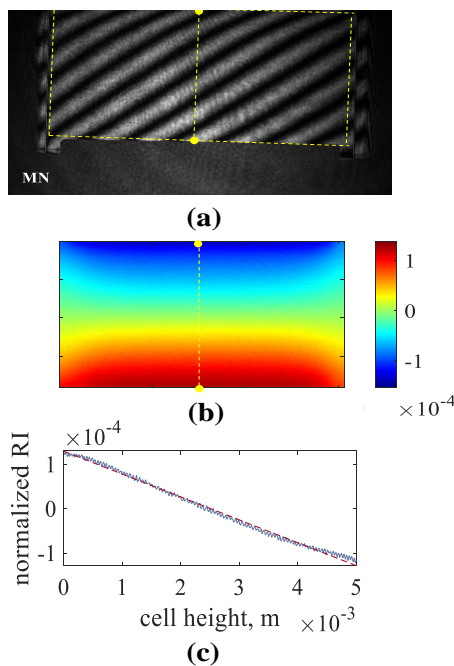 MN
(a)
1
0
-1
×10⁻⁴
(b)
×10⁻⁴
normalized RI
1
0
-1
0 1 2 3 4 5
cell height, m ×10⁻³
(c)